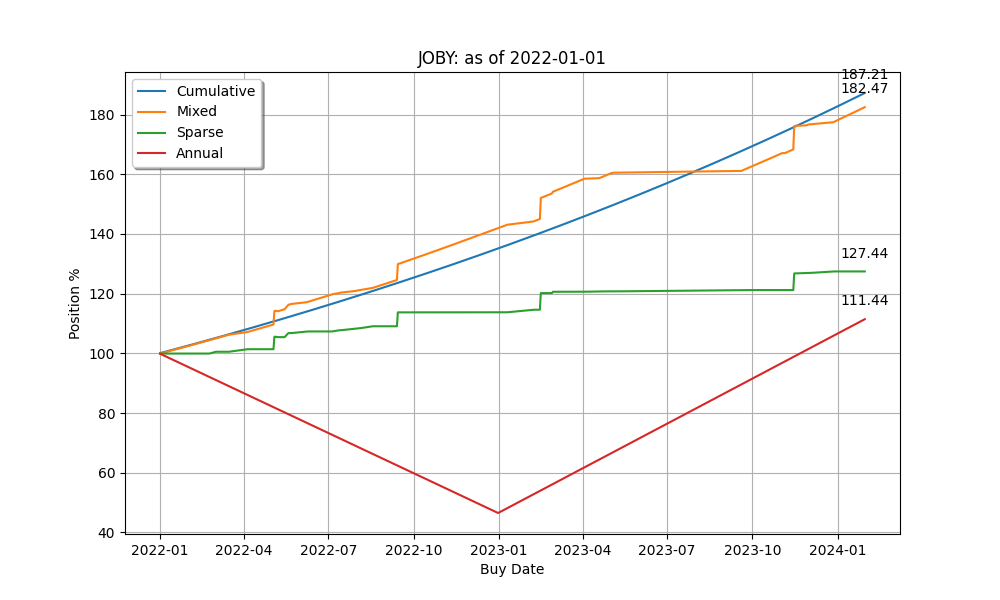 JOBY: as of 2022-01-01
Cumulative
Mixed
Sparse
Annual
187.21
182.47
127.44
111.44
Position %
180
160
140
120
100
80
60
40
2022-01 2022-04 2022-07 2022-10 2023-01 2023-04 2023-07 2023-10 2024-01
Buy Date